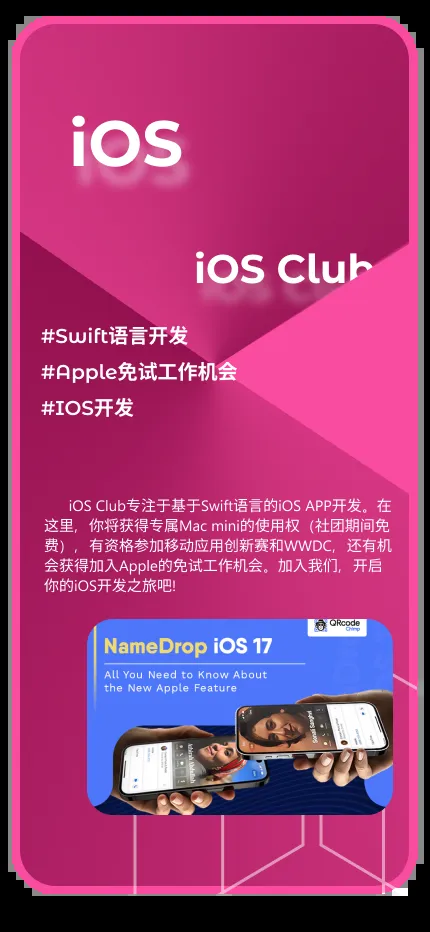 iOS
iOS Club
#Swift语言开发
#Apple免试工作机会
#IOS开发
iOS Club专注于基于Swift语言的iOS APP开发。在
这里，你将获得专属Mac mini的使用权（社团期间免
费），有资格参加移动应用创新赛和WWDC，还有机
会获得加入Apple的免试工作机会。加入我们，开启
你的iOS开发之旅吧!
QRcode
Chimp
NameDrop iOS 17
All You Need to Know About
the New Apple Feature